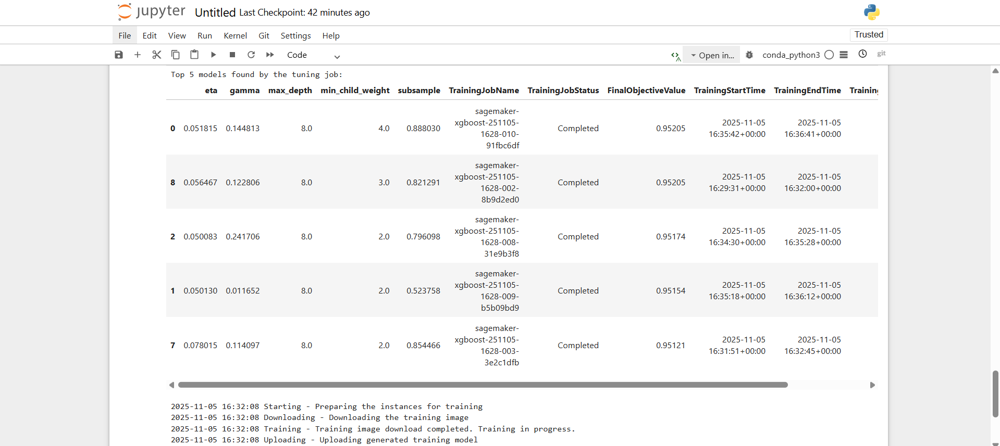 jupyter Untitled Last Checkpoint: 42 minutes ago
File Edit View Run Kernel Git Settings Help Trusted
Code Open in... conda_python3 git
Top 5 models found by the tuning job:
eta gamma max_depth min_child_weight subsample TrainingJobName TrainingJobStatus FinalObjectiveValue TrainingStartTime TrainingEndTime Training
0 0.051815 0.144813 8.0 4.0 0.888030 sagemaker-xgboost-251105-1628-010-91fbc6df Completed 0.95205 2025-11-05 16:35:42+00:00 2025-11-05 16:36:41+00:00
8 0.056467 0.122806 8.0 3.0 0.821291 sagemaker-xgboost-251105-1628-002-8b9d2ed0 Completed 0.95205 2025-11-05 16:29:31+00:00 2025-11-05 16:32:00+00:00
2 0.050083 0.241706 8.0 2.0 0.796098 sagemaker-xgboost-251105-1628-008-31e9b3f8 Completed 0.95174 2025-11-05 16:34:30+00:00 2025-11-05 16:35:28+00:00
1 0.050130 0.011652 8.0 2.0 0.523758 sagemaker-xgboost-251105-1628-009-b5b09bd9 Completed 0.95154 2025-11-05 16:35:18+00:00 2025-11-05 16:36:12+00:00
7 0.078015 0.114097 8.0 2.0 0.854466 sagemaker-xgboost-251105-1628-003-3e2c1dfb Completed 0.95121 2025-11-05 16:31:51+00:00 2025-11-05 16:32:45+00:00
2025-11-05 16:32:08 Starting - Preparing the instances for training
2025-11-05 16:32:08 Downloading - Downloading the training image
2025-11-05 16:32:08 Training - Training image download completed. Training in progress.
2025-11-05 16:32:08 Uploading - Uploading generated training model